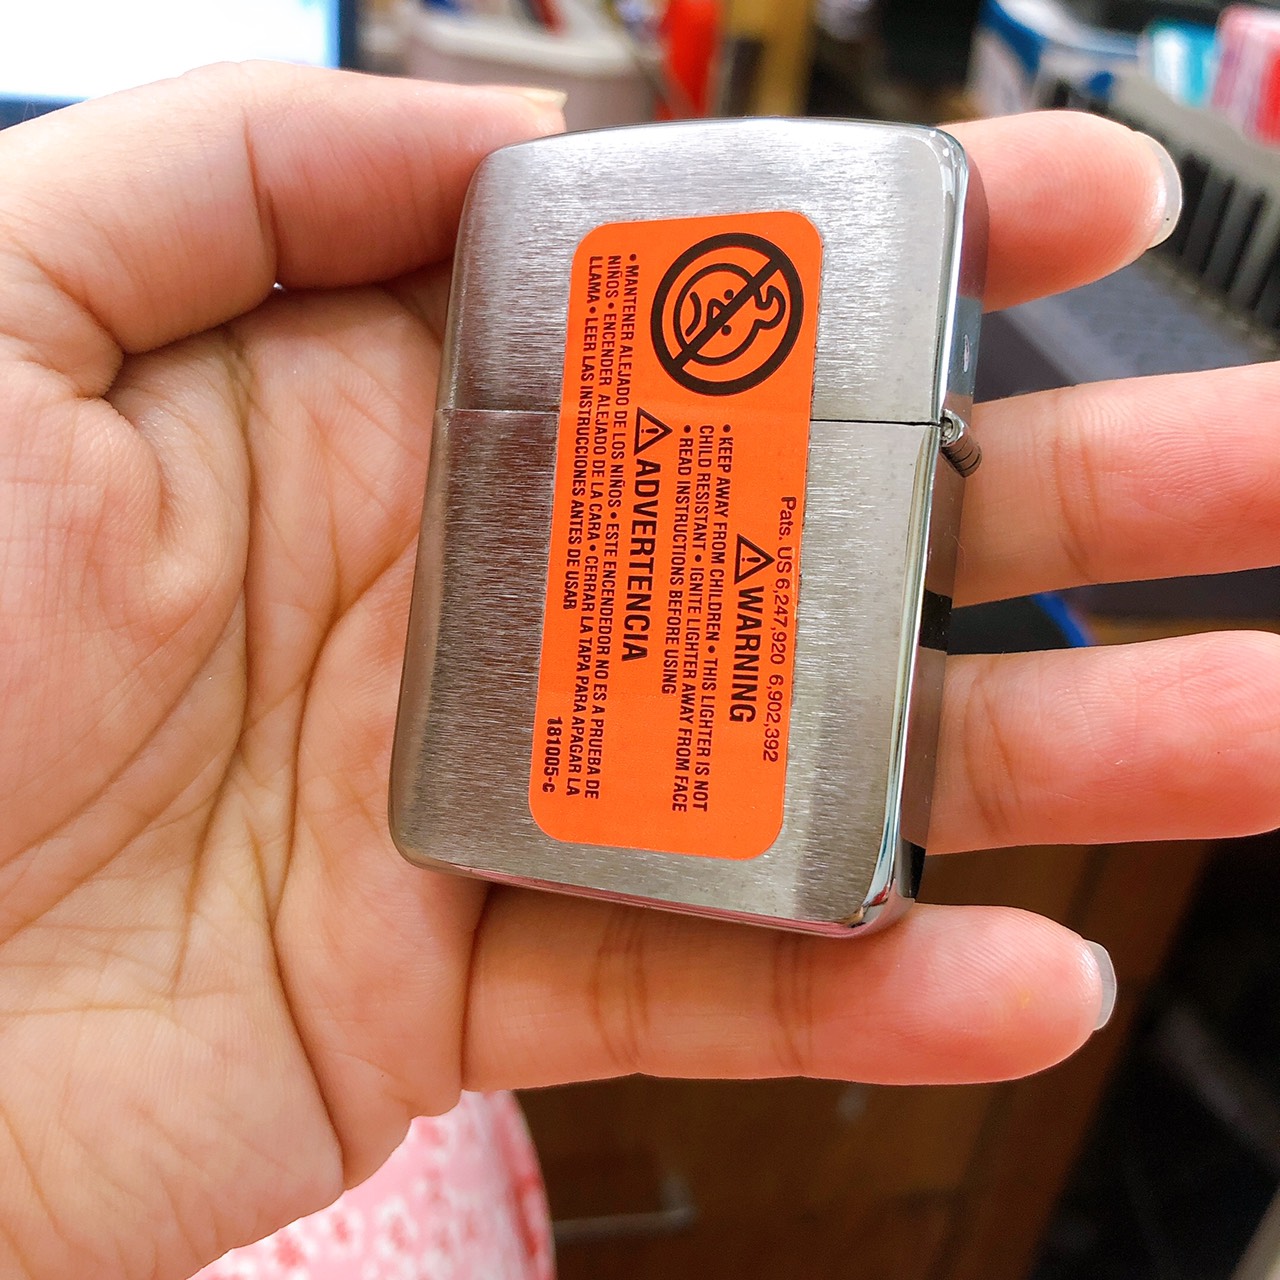 Pats. US 6,247,920 6,902,392
WARNING
• KEEP AWAY FROM CHILDREN • THIS LIGHTER IS NOT
CHILD RESISTANT • IGNITE LIGHTER AWAY FROM FACE
• READ INSTRUCTIONS BEFORE USING
ADVERTENCIA
• MANTENER ALEJADO DE LOS NIÑOS • ESTE ENCENDEDOR NO ES A PRUEBA DE
NIÑOS • ENCENDER ALEJADO DE LA CARA • CERRAR LA TAPA PARA APAGAR LA
LLAMA • LEER LAS INSTRUCCIONES ANTES DE USAR
181005-c